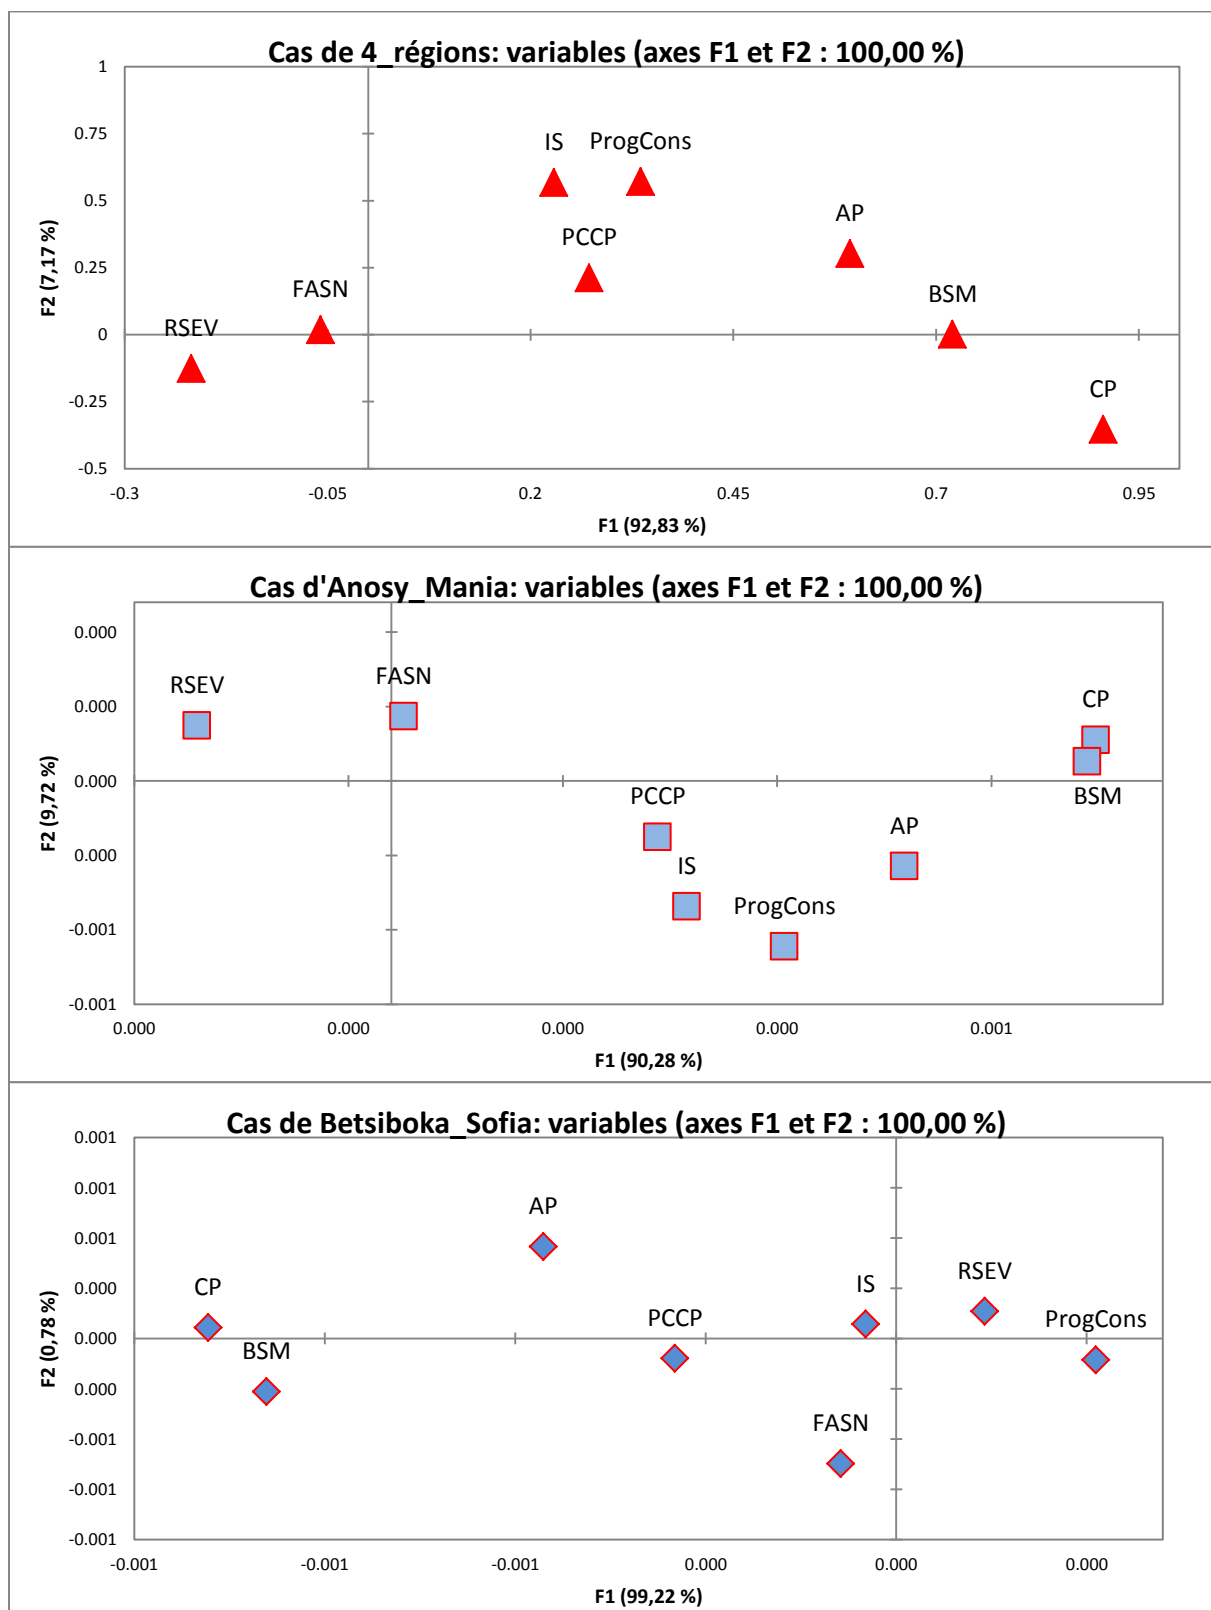 Cas de 4_régions: variables (axes F1 et F2 : 100,00 %)
1
0.75
0.5
0.25
0
-0.25
-0.5
F2 (7,17 %)
IS
ProgCons
AP
PCCP
BSM
FASN
RSEV
CP
-0.3
-0.05
0.2
0.45
0.7
0.95
F1 (92,83 %)
Cas d'Anosy_Mania: variables (axes F1 et F2 : 100,00 %)
0.000
0.000
0.000
0.000
-0.001
-0.001
F2 (9,72 %)
RSEV
FASN
CP
BSM
PCCP
AP
IS
ProgCons
0.000
0.000
0.000
0.000
0.001
F1 (90,28 %)
Cas de Betsiboka_Sofia: variables (axes F1 et F2 : 100,00 %)
0.001
0.001
0.001
0.000
0.000
0.000
-0.001
-0.001
-0.001
F2 (0,78 %)
AP
CP
IS
RSEV
PCCP
ProgCons
BSM
FASN
-0.001
-0.001
-0.001
0.000
0.000
0.000
F1 (99,22 %)